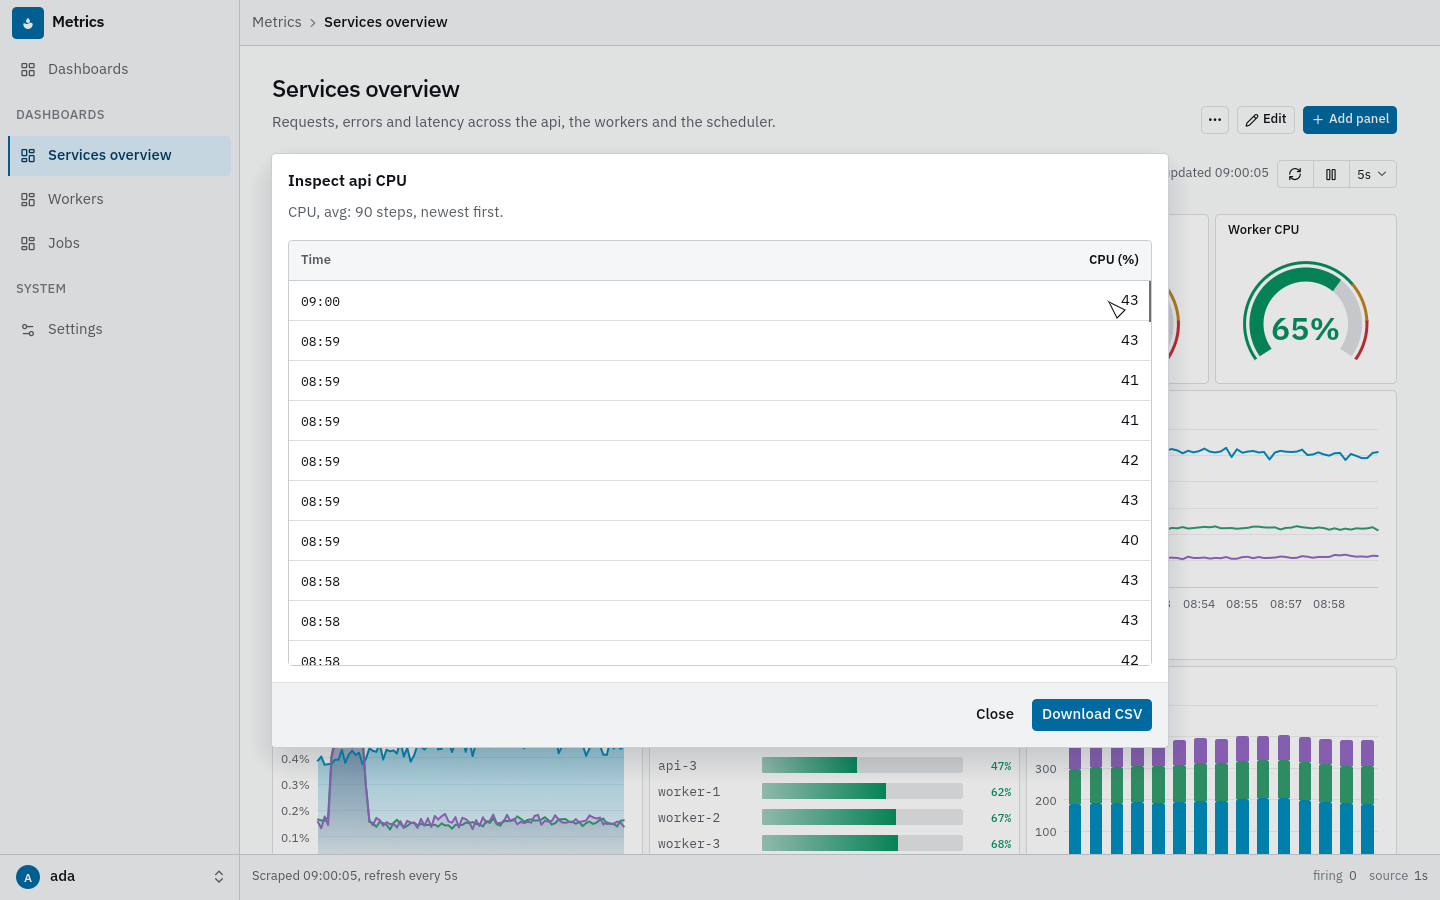 Metrics
Metrics > Services overview
Dashboards
DASHBOARDS
Services overview
Workers
Jobs
SYSTEM
Settings
Services overview
Requests, errors and latency across the api, the workers and the scheduler.
Edit
Add panel
pdated 09:00:05
5s
Inspect api CPU
CPU, avg: 90 steps, newest first.
Time CPU (%)
09:00 43
08:59 43
08:59 41
08:59 41
08:59 42
08:59 43
08:59 40
08:58 43
08:58 43
08:58 42
Close
Download CSV
Worker CPU
65%
08:54 08:55 08:57 08:58
0.4%
0.3%
0.2%
0.1%
api-3 47%
worker-1 62%
worker-2 67%
worker-3 68%
300
200
100
A
ada
Scraped 09:00:05, refresh every 5s
firing 0 source 1s